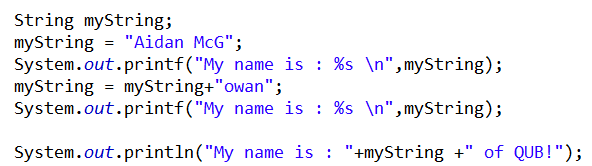 String myString;
myString = "Aidan McG";
System.out.printf("My name is : %s \n",myString);
myString = myString+"owan";
System.out.printf("My name is : %s \n",myString);
System.out.println("My name is : "+myString +" of QUB!");